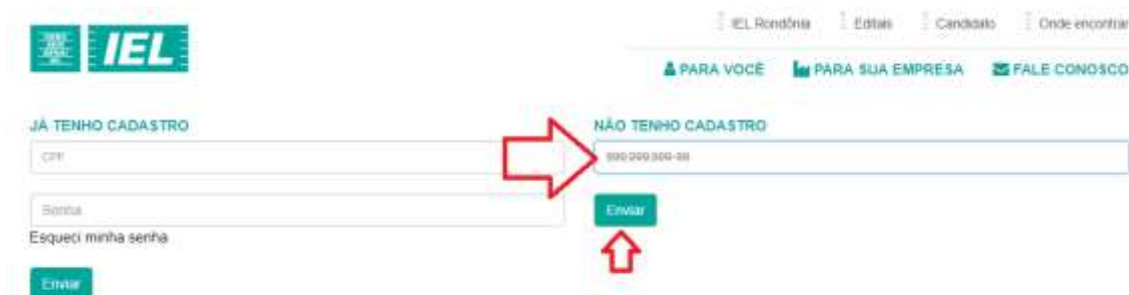 IEL
IEL Rondônia Editais Candidato Onde encontrar
PARA VOCÊ PARA SUA EMPRESA FALE CONOSCO
JÁ TENHO CADASTRO
CPF
Senha
Esqueci minha senha
Enviar
NÃO TENHO CADASTRO
999.999.999-99
Enviar